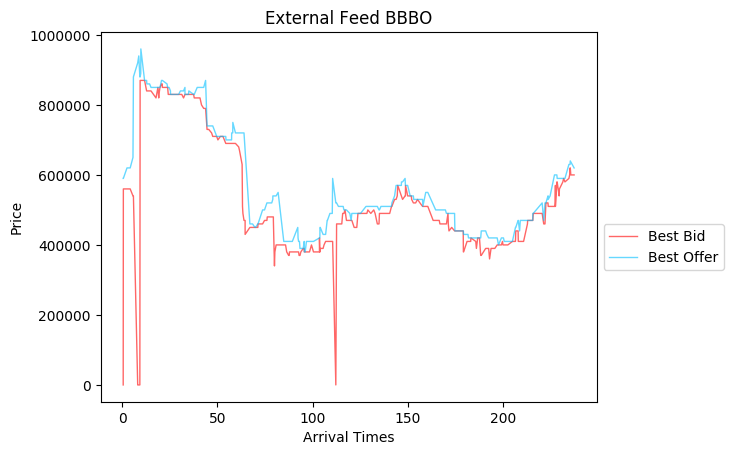 External Feed BBBO
1000000
800000
600000
400000
200000
0
Price
0 50 100 150 200
Arrival Times
Best Bid
Best Offer